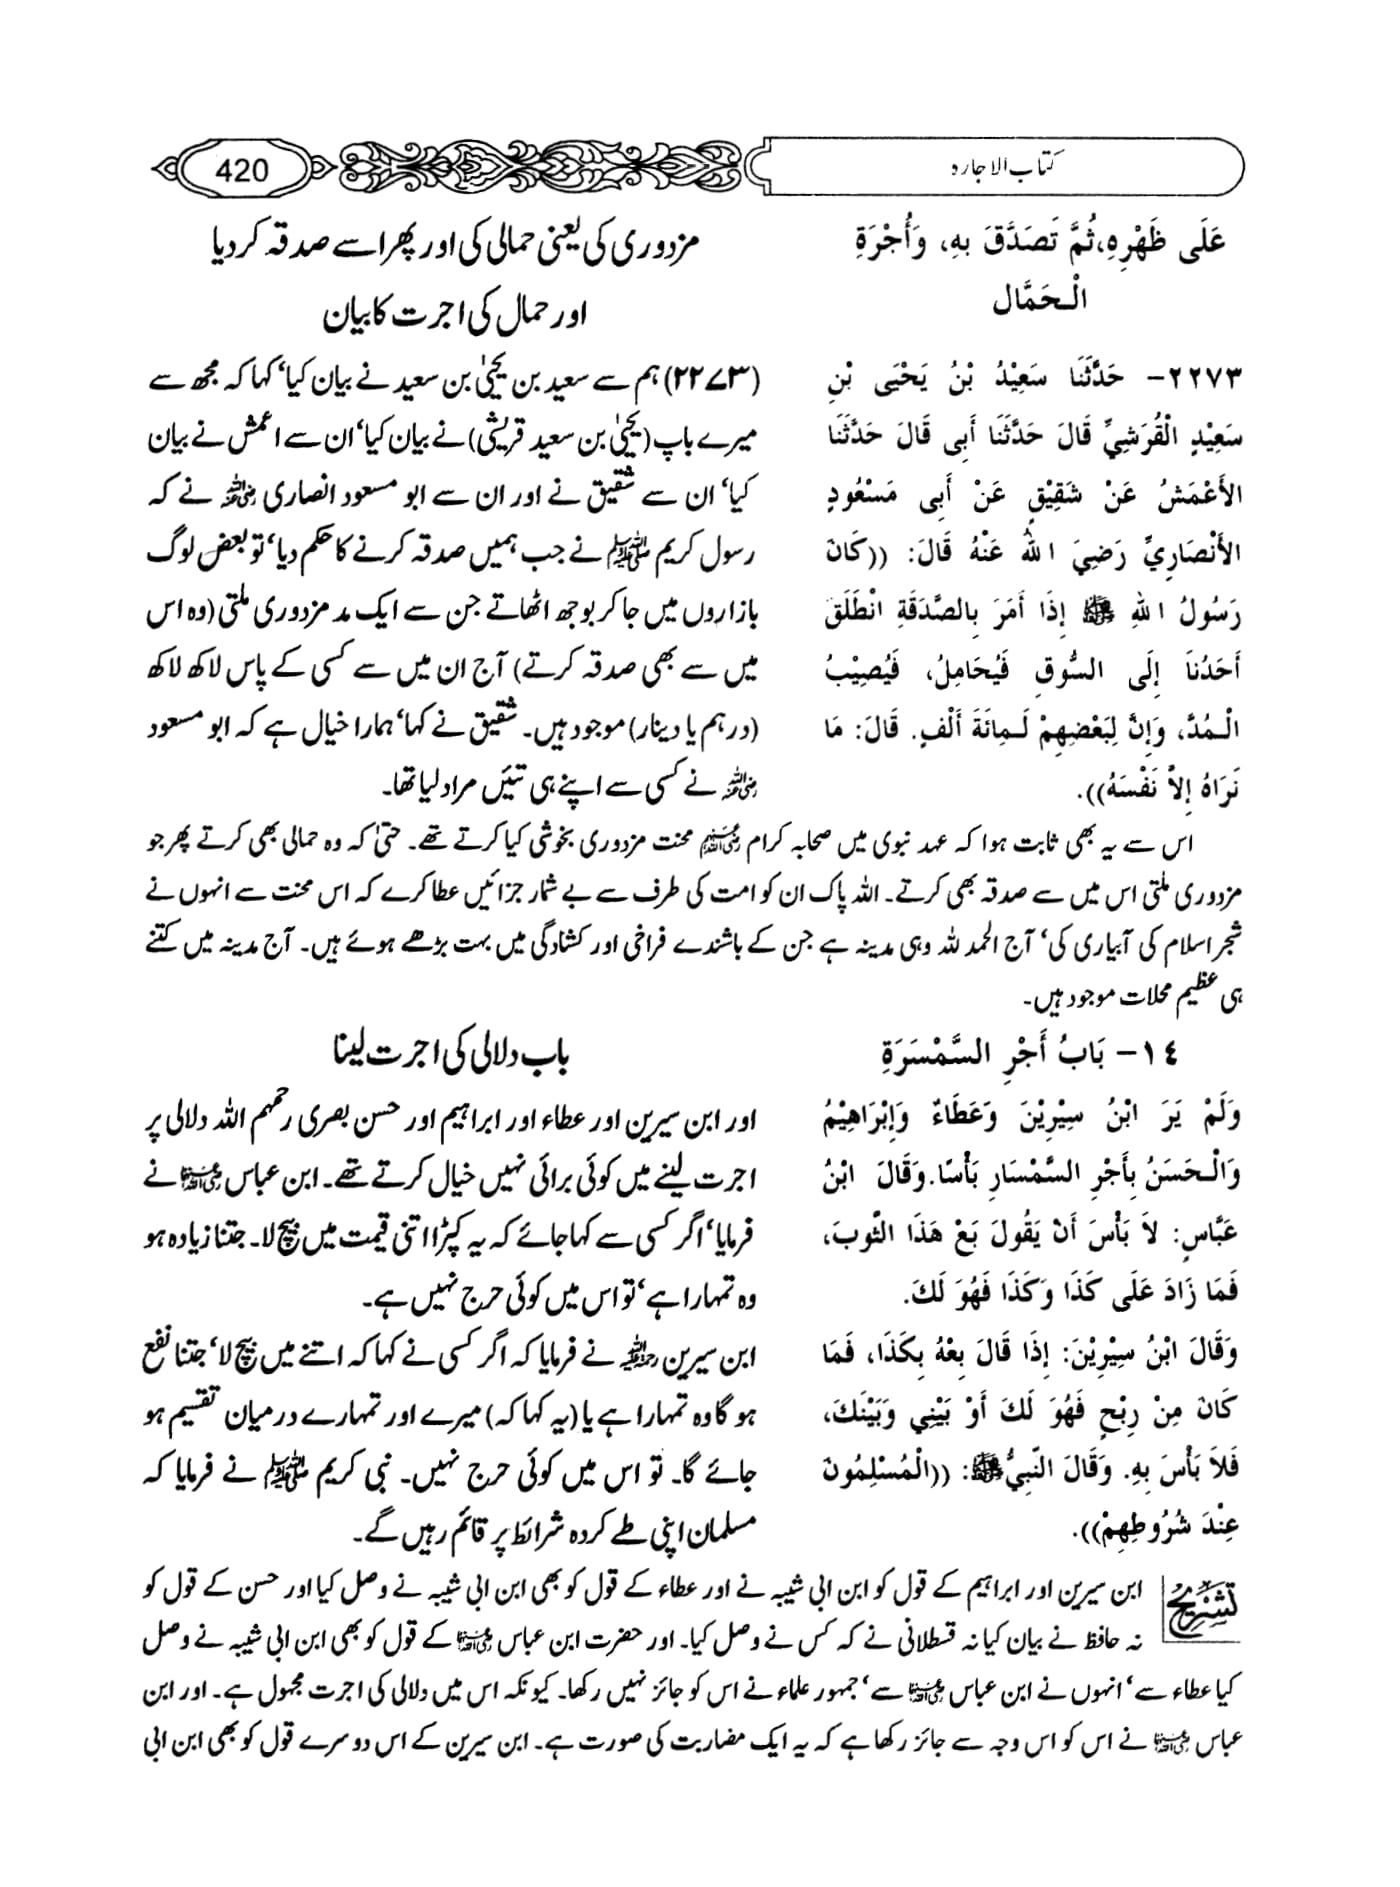 کتاب الاجارہ
420
عَلَى ظَهْرِهِ، ثُمَّ تَصَدَّقَ بِهِ، وَأُجْرَةِ
الْحَمَّالِ
مزدوری کی یعنی حمالی کی اور پھر اسے صدقہ کر دیا
اور حمال کی اجرت کا بیان
٢٢٧٣- حَدَّثَنَا سَعِيْدُ بْنُ يَحْيَى بْنِ
سَعِيْدٍ الْقُرَشِيِّ قَالَ حَدَّثَنَا أَبِي قَالَ حَدَّثَنَا
الأَعْمَشُ عَنْ شَقِيْقٍ عَنْ أَبِي مَسْعُودٍ
الأَنْصَارِيِّ رَضِيَ اللهُ عَنْهُ قَالَ: ((كَانَ
رَسُولُ اللهِ ﷺ إِذَا أَمَرَ بِالصَّدَقَةِ انْطَلَقَ
أَحَدُنَا إِلَى السُّوقِ فَيُحَامِلُ، فَيُصِيْبُ
الْمُدَّ، وَإِنَّ لِبَعْضِهِمْ لَمِائَةَ أَلْفٍ. قَالَ: مَا
نَرَاهُ إِلاَّ نَفْسَهُ)).
(۲۲۷۳) ہم سے سعید بن یحییٰ بن سعید نے بیان کیا‘ کہا کہ مجھ سے
میرے باپ (یحییٰ بن سعید قریشی) نے بیان کیا‘ ان سے اعمش نے بیان
کیا‘ ان سے شقیق نے اور ان سے ابو مسعود انصاری رضی اللہ عنہ نے کہ
رسول کریم ﷺ نے جب ہمیں صدقہ کرنے کا حکم دیا‘ تو بعض لوگ
بازاروں میں جا کر بوجھ اٹھاتے جن سے ایک مد مزدوری ملتی (وہ اس
میں سے بھی صدقہ کرتے) آج ان میں سے کسی کے پاس لاکھ لاکھ
(درہم یا دینار) موجود ہیں۔ شقیق نے کہا‘ ہمارا خیال ہے کہ ابو مسعود
رضی اللہ عنہ نے کسی سے اپنے ہی تئیں مراد لیا تھا۔
اس سے یہ بھی ثابت ہوا کہ عہد نبوی میں صحابہ کرام رضی اللہ عنہم محنت مزدوری بخوشی کیا کرتے تھے۔ حتیٰ کہ وہ حمالی بھی کرتے پھر جو
مزدوری ملتی اس میں سے صدقہ بھی کرتے۔ اللہ پاک ان کو امت کی طرف سے بے شمار جزائیں عطا کرے کہ اس محنت سے انہوں نے
شجر اسلام کی آبیاری کی‘ آج الحمد للہ وہی مدینہ ہے جن کے باشندے فراخی اور کشادگی میں بہت بڑھے ہوئے ہیں۔ آج مدینہ میں کتنے
ہی عظیم محلات موجود ہیں۔
١٤- بَابُ أَجْرِ السَّمْسَرَةِ
باب دلالی کی اجرت لینا
وَلَمْ يَرَ ابْنُ سِيْرِيْنَ وَعَطَاءٌ وَإِبْرَاهِيْمُ
وَالْحَسَنُ بِأَجْرِ السَّمْسَارِ بَأْسًا. وَقَالَ ابْنُ
عَبَّاسٍ: لاَ بَأْسَ أَنْ يَقُولَ بَعْ هَذَا الثَّوبَ،
فَمَا زَادَ عَلَى كَذَا وَكَذَا فَهُوَ لَكَ.
وَقَالَ ابْنُ سِيْرِيْنَ: إِذَا قَالَ بِعْهُ بِكَذَا، فَمَا
كَانَ مِنْ رِبْحٍ فَهُوَ لَكَ أَوْ بَيْنِي وَبَيْنَكَ،
فَلاَ بَأْسَ بِهِ. وَقَالَ النَّبِيُّ ﷺ: ((الْمُسْلِمُونَ
عِنْدَ شُرُوطِهِمْ)).
اور ابن سیرین اور عطاء اور ابراہیم اور حسن بصری رحمہم اللہ دلالی پر
اجرت لینے میں کوئی برائی نہیں خیال کرتے تھے۔ ابن عباس رضی اللہ عنہما نے
فرمایا‘ اگر کسی سے کہا جائے کہ یہ کپڑا اتنی قیمت میں بیچ لا۔ جتنا زیادہ ہو
وہ تمہارا ہے‘ تو اس میں کوئی حرج نہیں ہے۔
ابن سیرین رحمہ اللہ نے فرمایا کہ اگر کسی نے کہا کہ اتنے میں بیچ لا‘ جتنا نفع
ہو گا وہ تمہارا ہے یا (یہ کہا کہ) میرے اور تمہارے درمیان تقسیم ہو
جائے گا۔ تو اس میں کوئی حرج نہیں۔ نبی کریم ﷺ نے فرمایا کہ
مسلمان اپنی طے کردہ شرائط پر قائم رہیں گے۔
تشریح ابن سیرین اور ابراہیم کے قول کو ابن ابی شیبہ نے اور عطاء کے قول کو بھی ابن ابی شیبہ نے وصل کیا اور حسن کے قول کو
نہ حافظ نے بیان کیا نہ قسطلانی نے کہ کس نے وصل کیا۔ اور حضرت ابن عباس رضی اللہ عنہما کے قول کو بھی ابن ابی شیبہ نے وصل
کیا عطاء سے‘ انہوں نے ابن عباس رضی اللہ عنہما سے‘ جمہور علماء نے اس کو جائز نہیں رکھا۔ کیونکہ اس میں دلالی کی اجرت مجہول ہے۔ اور ابن
عباس رضی اللہ عنہما نے اس کو اس وجہ سے جائز رکھا ہے کہ یہ ایک مضاربت کی صورت ہے۔ ابن سیرین کے اس دوسرے قول کو بھی ابن ابی